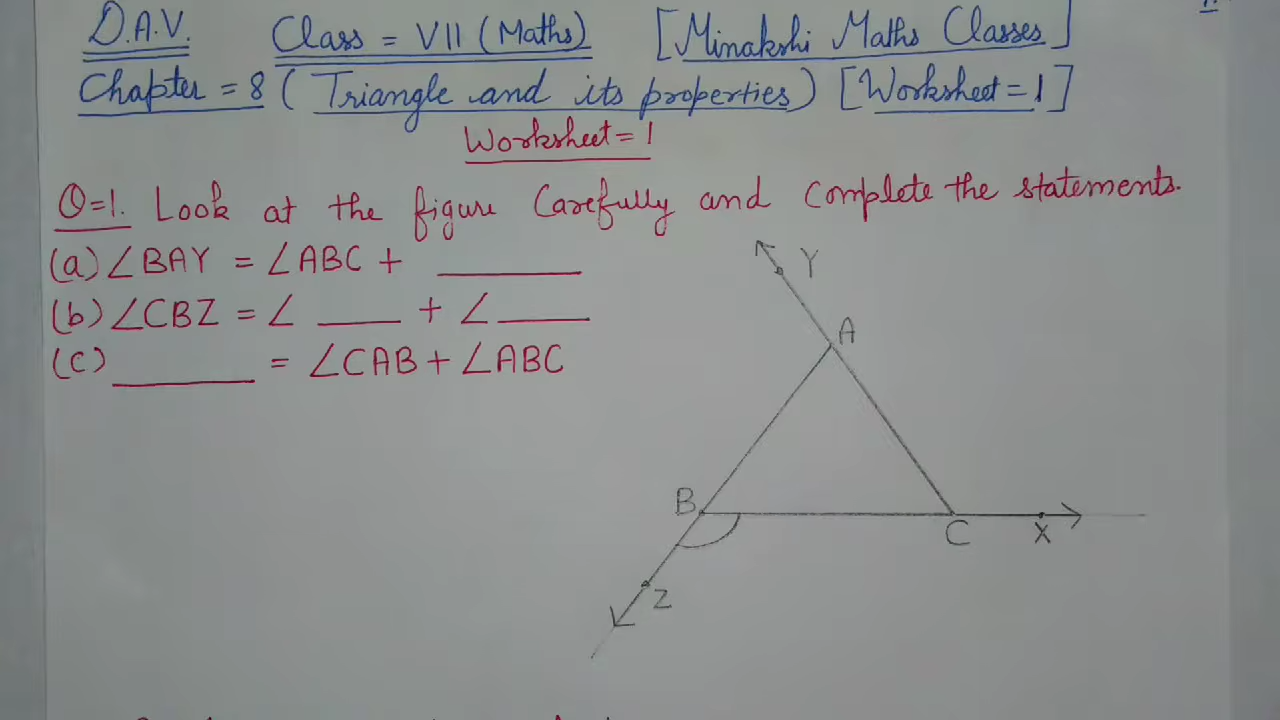 D.A.V. Class = VII (Maths) [Minakshi Maths Classes]
Chapter = 8 (Triangle and its properties) [Worksheet = 1]
Worksheet = 1
Q=1. Look at the figure Carefully and Complete the statements.
(a) ∠BAY = ∠ABC + ______
(b) ∠CBZ = ∠ ____ + ∠ ____
(C) ______ = ∠CAB + ∠ABC
Y
A
B
C
X
Z